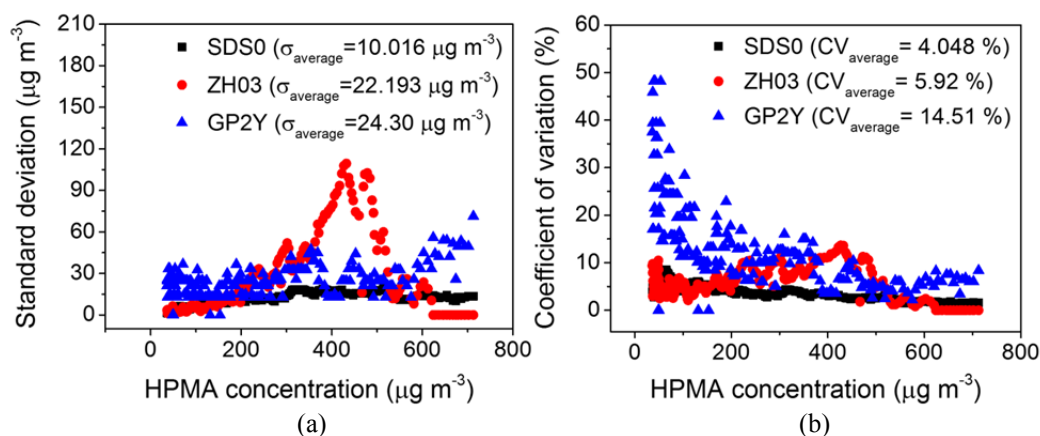 210
180
150
120
90
60
30
0
Standard deviation (μg m⁻³)
SDS0 (σaverage=10.016 μg m⁻³)
ZH03 (σaverage=22.193 μg m⁻³)
GP2Y (σaverage=24.30 μg m⁻³)
0 200 400 600 800
HPMA concentration (μg m⁻³)
(a)
60
50
40
30
20
10
0
Coefficient of variation (%)
SDS0 (CVaverage= 4.048 %)
ZH03 (CVaverage= 5.92 %)
GP2Y (CVaverage= 14.51 %)
0 200 400 600 800
HPMA concentration (μg m⁻³)
(b)